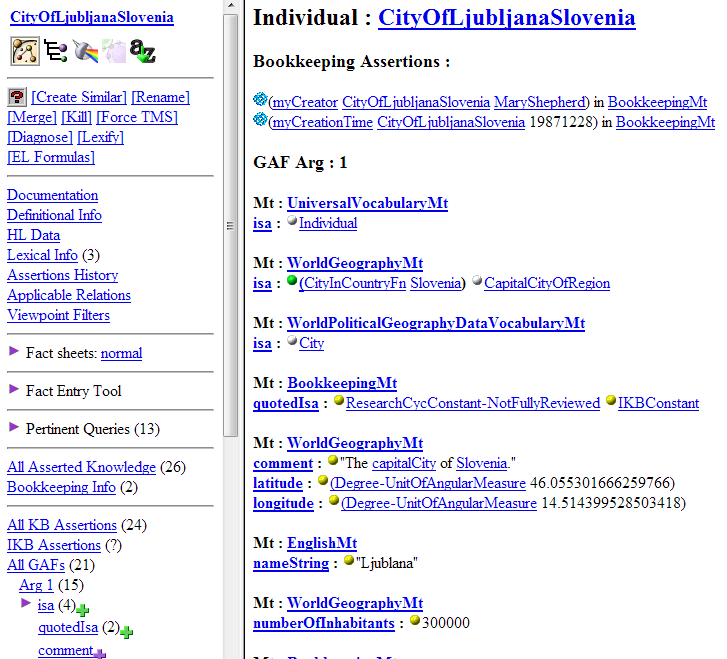 CityOfLjubljanaSlovenia
[Create Similar] [Rename]
[Merge] [Kill] [Force TMS]
[Diagnose] [Lexify]
[EL Formulas]
Documentation
Definitional Info
HL Data
Lexical Info (3)
Assertions History
Applicable Relations
Viewpoint Filters
Fact sheets: normal
Fact Entry Tool
Pertinent Queries (13)
All Asserted Knowledge (26)
Bookkeeping Info (2)
All KB Assertions (24)
IKB Assertions (?)
All GAFs (21)
Arg 1 (15)
isa (4)
quotedIsa (2)
comment
Individual : CityOfLjubljanaSlovenia
Bookkeeping Assertions :
(myCreator CityOfLjubljanaSlovenia MaryShepherd) in BookkeepingMt
(myCreationTime CityOfLjubljanaSlovenia 19871228) in BookkeepingMt
GAF Arg : 1
Mt : UniversalVocabularyMt
isa : Individual
Mt : WorldGeographyMt
isa : (CityInCountryFn Slovenia) CapitalCityOfRegion
Mt : WorldPoliticalGeographyDataVocabularyMt
isa : City
Mt : BookkeepingMt
quotedIsa : ResearchCycConstant-NotFullyReviewed IKBConstant
Mt : WorldGeographyMt
comment : "The capitalCity of Slovenia."
latitude : (Degree-UnitOfAngularMeasure 46.055301666259766)
longitude : (Degree-UnitOfAngularMeasure 14.514399528503418)
Mt : EnglishMt
nameString : "Ljublana"
Mt : WorldGeographyMt
numberOfInhabitants : 300000